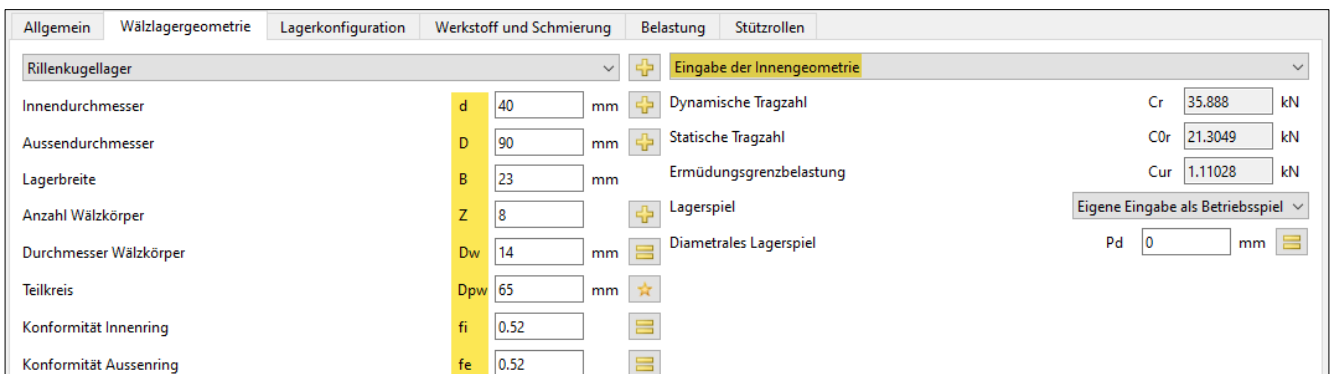 Allgemein Wälzlagergeometrie Lagerkonfiguration Werkstoff und Schmierung Belastung Stützrollen
Rillenkugellager Eingabe der Innengeometrie
Innendurchmesser d 40 mm Dynamische Tragzahl Cr 35.888 kN
Aussendurchmesser D 90 mm Statische Tragzahl C0r 21.3049 kN
Lagerbreite B 23 mm Ermüdungsgrenzbelastung Cur 1.11028 kN
Anzahl Wälzkörper Z 8 Lagerspiel Eigene Eingabe als Betriebsspiel
Durchmesser Wälzkörper Dw 14 mm Diametrales Lagerspiel Pd 0 mm
Teilkreis Dpw 65 mm
Konformität Innenring fi 0.52
Konformität Aussenring fe 0.52